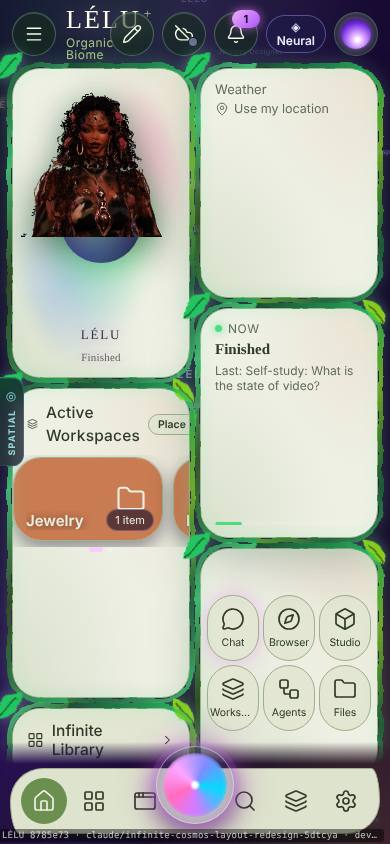 LÉLU+
Organic
Biome
1
Neural
LÉLU
Finished
Weather
Use my location
NOW
Finished
Last: Self-study: What is
the state of video?
SPATIAL
Active
Workspaces
Place
Jewelry
1 item
Chat
Browser
Studio
Works...
Agents
Files
Infinite
Library
LÉLU 8785e73 · claude/infinite-cosmos-layout-redesign-5dtcya · dev…